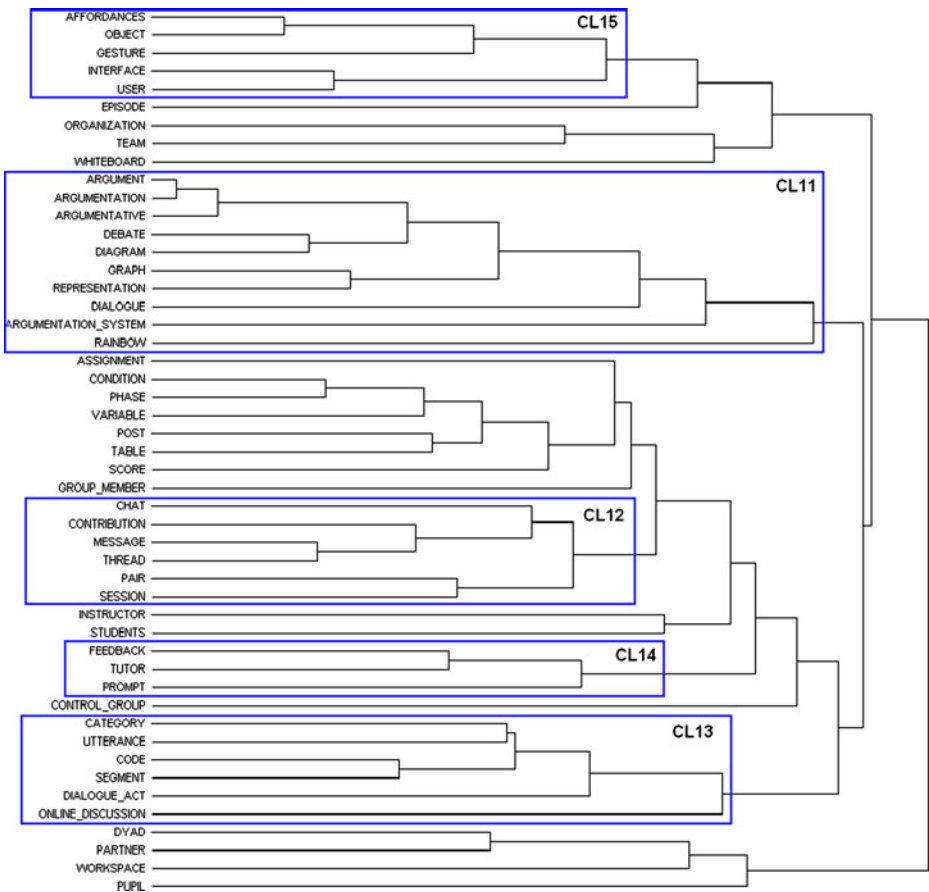 AFFORDANCES
CL15
OBJECT
GESTURE
INTERFACE
USER
EPISODE
ORGANIZATION
TEAM
WHITEBOARD
ARGUMENT
CL11
ARGUMENTATION
ARGUMENTATIVE
DEBATE
DIAGRAM
GRAPH
REPRESENTATION
DIALOGUE
ARGUMENTATION_SYSTEM
RAINBOW
ASSIGNMENT
CONDITION
PHASE
VARIABLE
POST
TABLE
SCORE
GROUP_MEMBER
CHAT
CL12
CONTRIBUTION
MESSAGE
THREAD
PAIR
SESSION
INSTRUCTOR
STUDENTS
FEEDBACK
CL14
TUTOR
PROMPT
CONTROL_GROUP
CATEGORY
CL13
UTTERANCE
CODE
SEGMENT
DIALOGUE_ACT
ONLINE_DISCUSSION
DYAD
PARTNER
WORKSPACE
PUPIL